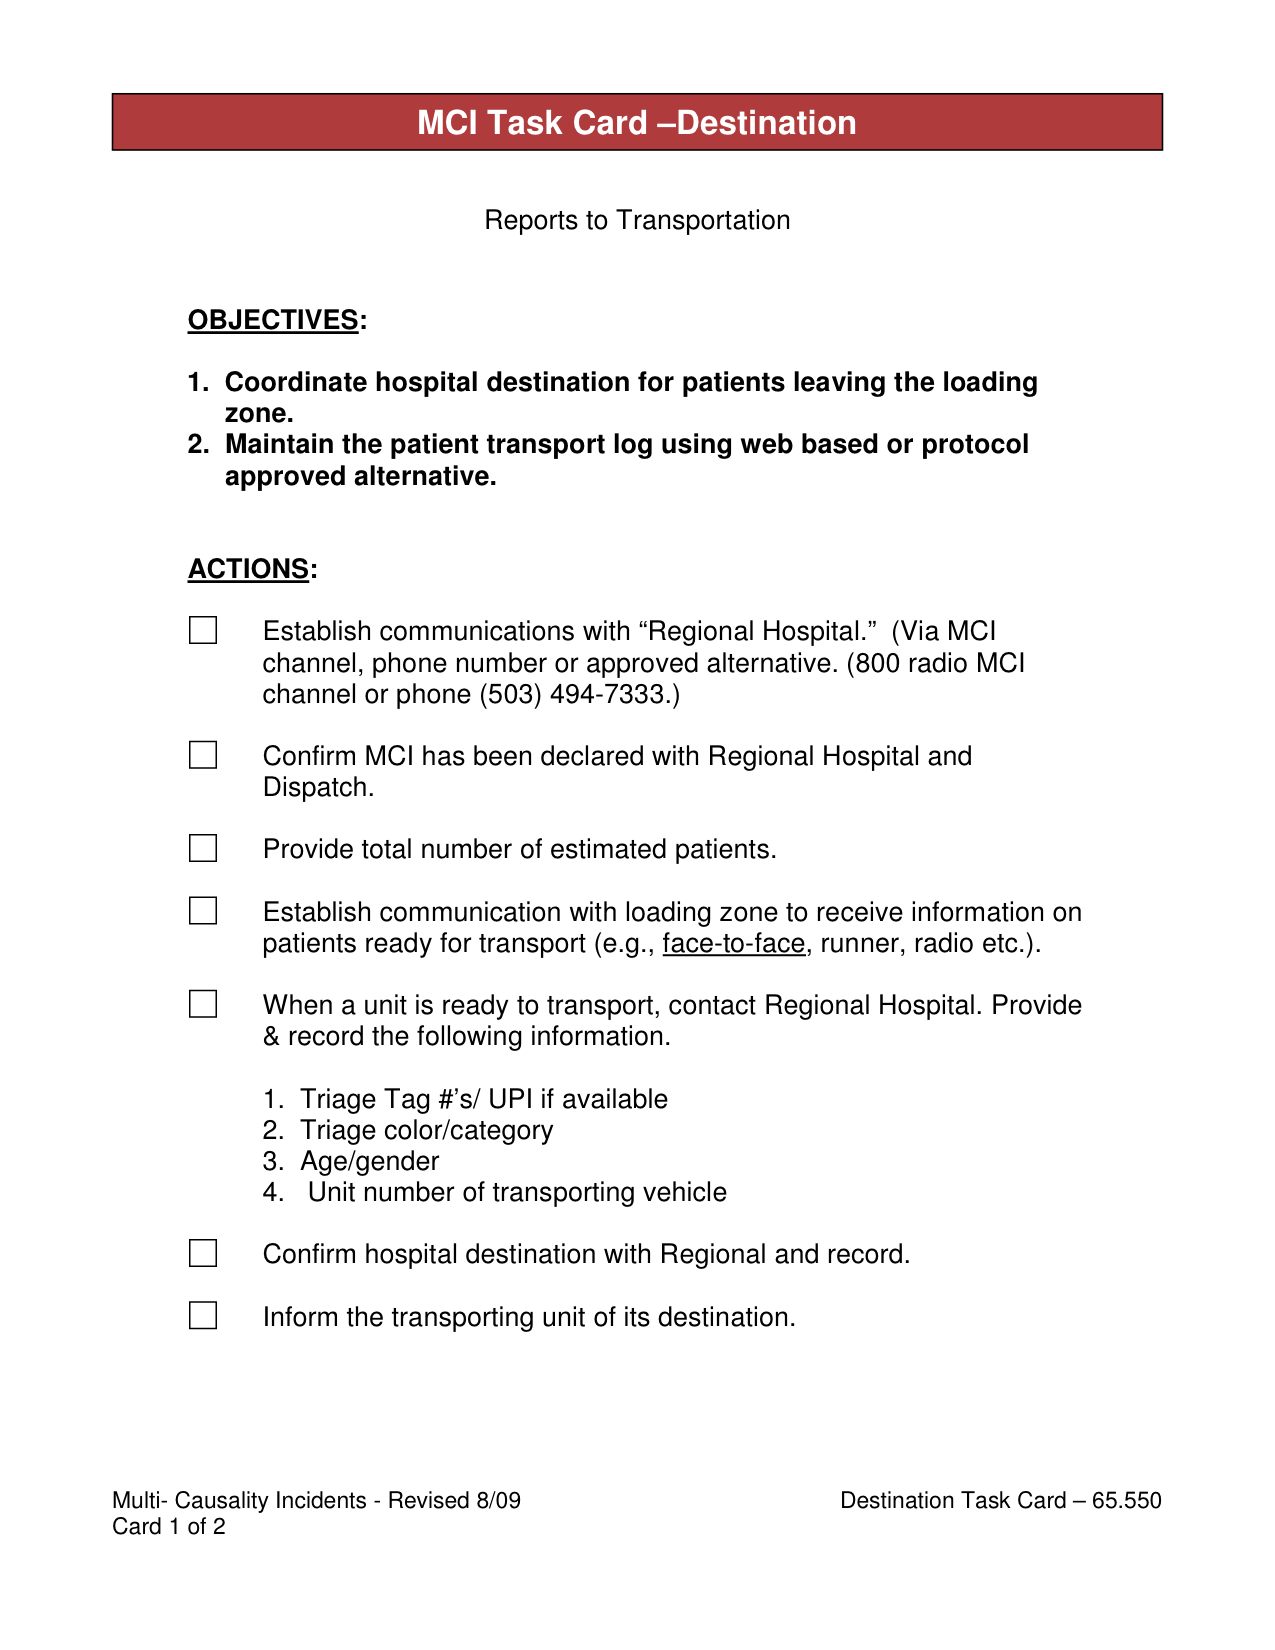 MCI Task Card –Destination
Reports to Transportation
OBJECTIVES:
1. Coordinate hospital destination for patients leaving the loading
zone.
2. Maintain the patient transport log using web based or protocol
approved alternative.
ACTIONS:
Establish communications with “Regional Hospital.”  (Via MCI
channel, phone number or approved alternative. (800 radio MCI
channel or phone (503) 494-7333.)
Confirm MCI has been declared with Regional Hospital and
Dispatch.
Provide total number of estimated patients.
Establish communication with loading zone to receive information on
patients ready for transport (e.g., face-to-face, runner, radio etc.).
When a unit is ready to transport, contact Regional Hospital. Provide
& record the following information.
1. Triage Tag #’s/ UPI if available
2. Triage color/category
3. Age/gender
4. Unit number of transporting vehicle
Confirm hospital destination with Regional and record.
Inform the transporting unit of its destination.
Multi- Causality Incidents - Revised 8/09 Destination Task Card – 65.550
Card 1 of 2